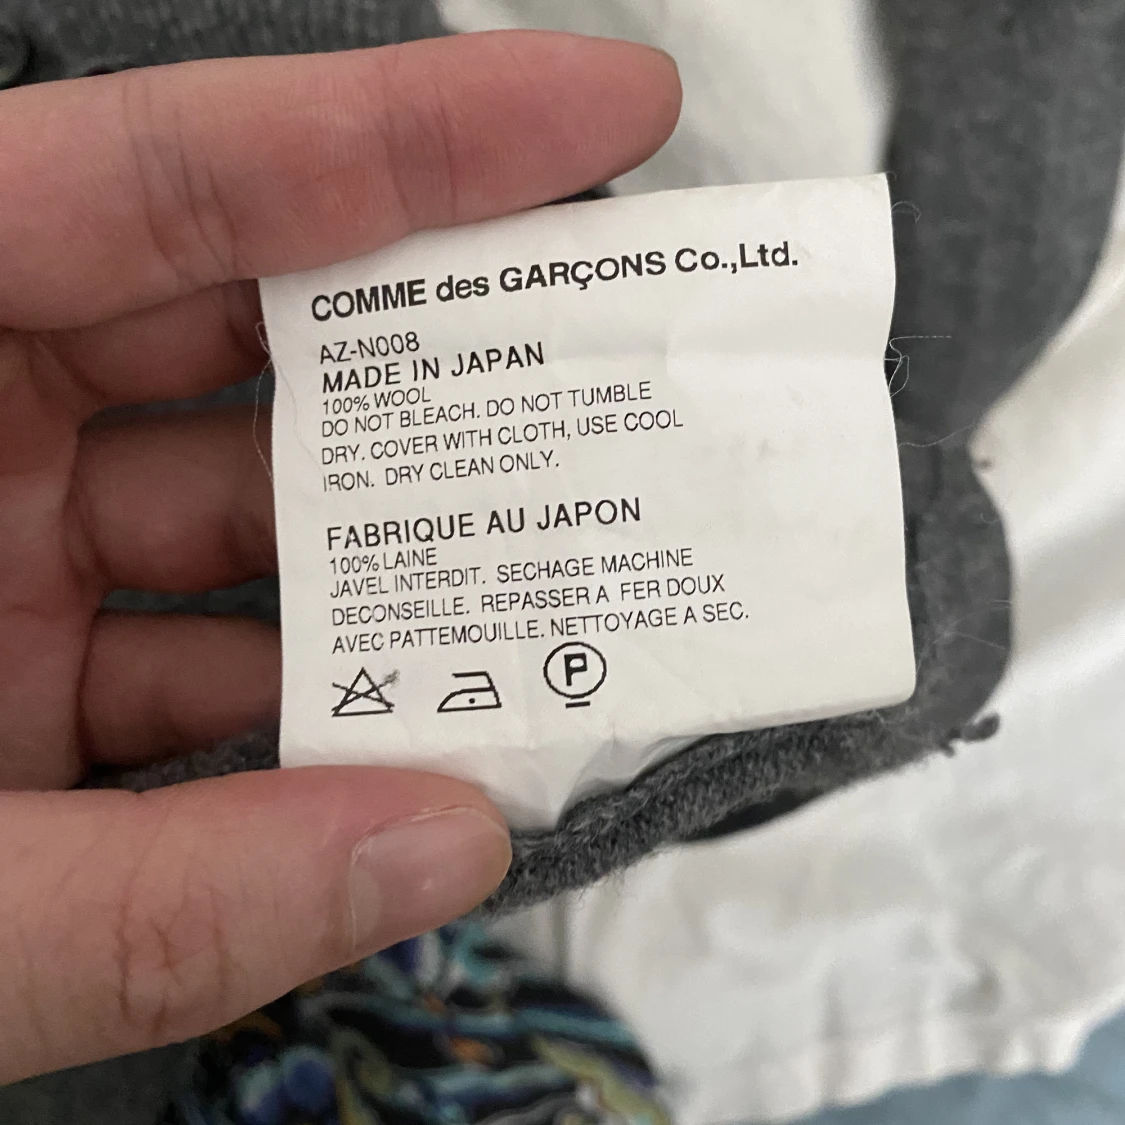 COMME des GARÇONS Co.,Ltd.
AZ-N008
MADE IN JAPAN
100% WOOL
DO NOT BLEACH. DO NOT TUMBLE
DRY. COVER WITH CLOTH, USE COOL
IRON. DRY CLEAN ONLY.
FABRIQUE AU JAPON
100% LAINE
JAVEL INTERDIT. SECHAGE MACHINE
DECONSEILLE. REPASSER A FER DOUX
AVEC PATTEMOUILLE. NETTOYAGE A SEC.
P